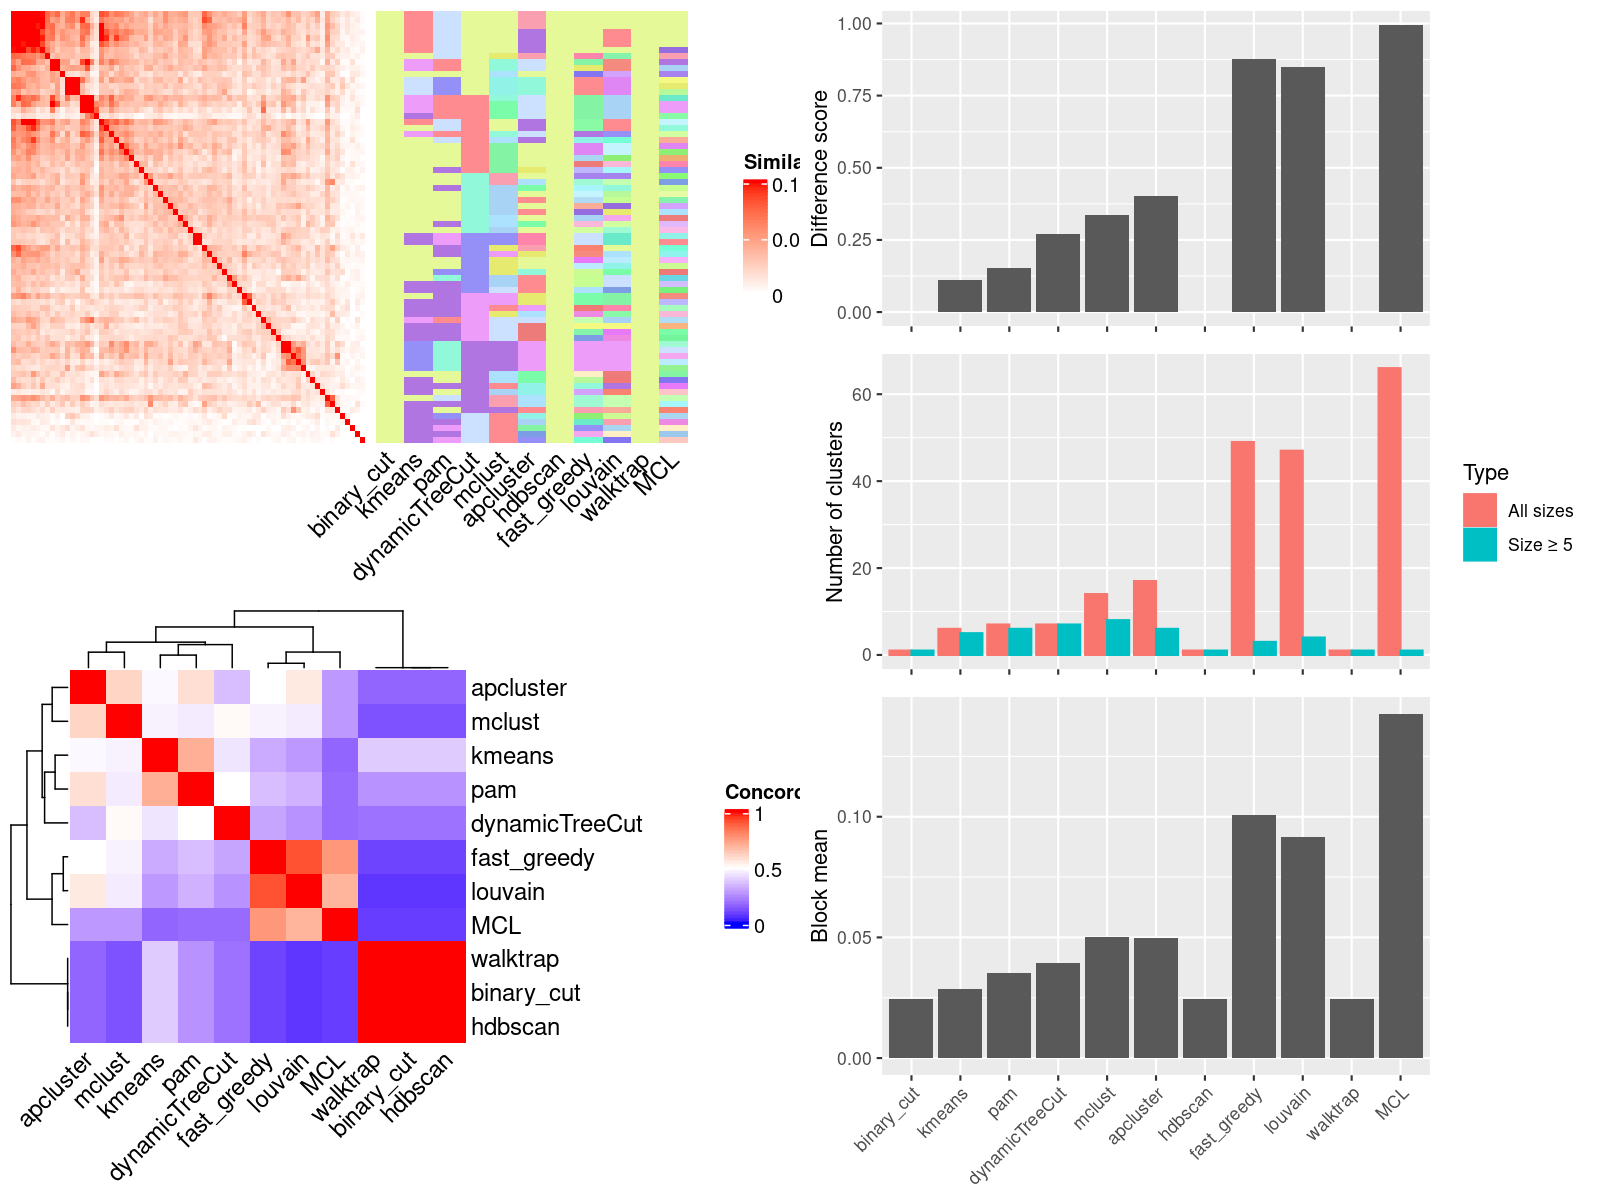 Simila
0.1
0.0
0
binary_cut
kmeans
pam
dynamicTreeCut
mclust
apcluster
hdbscan
fast_greedy
louvain
walktrap
MCL
apcluster
mclust
kmeans
pam
dynamicTreeCut
fast_greedy
louvain
MCL
walktrap
binary_cut
hdbscan
apcluster
mclust
kmeans
pam
dynamicTreeCut
fast_greedy
louvain
MCL
walktrap
binary_cut
hdbscan
Concord
1
0.5
0
Difference score
1.00
0.75
0.50
0.25
0.00
Number of clusters
60
40
20
0
Type
All sizes
Size ≥ 5
Block mean
0.10
0.05
0.00
binary_cut
kmeans
pam
dynamicTreeCut
mclust
apcluster
hdbscan
fast_greedy
louvain
walktrap
MCL